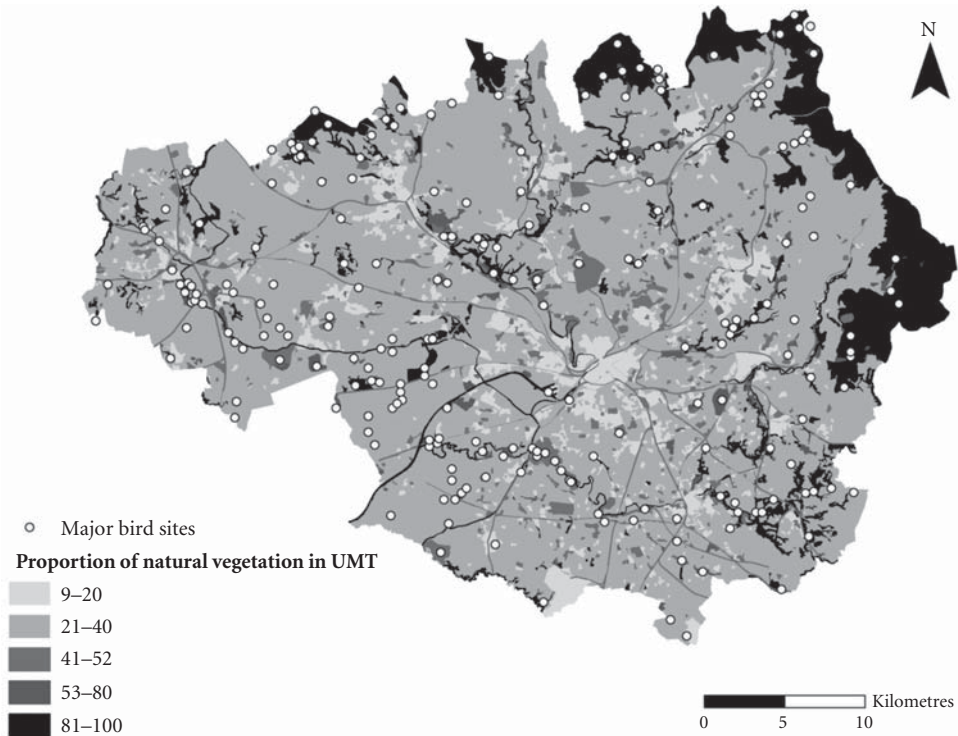 N
Major bird sites
Proportion of natural vegetation in UMT
9–20
21–40
41–52
53–80
81–100
Kilometres
0 5 10